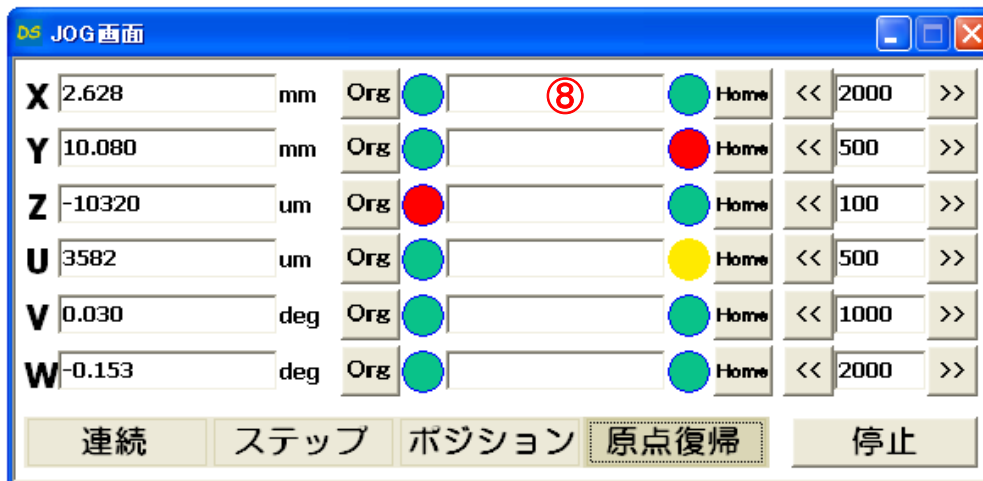 DS JOG画面
X 2.628 mm Org ⑧ Home << 2000 >>
Y 10.080 mm Org Home << 500 >>
Z -10320 um Org Home << 100 >>
U 3582 um Org Home << 500 >>
V 0.030 deg Org Home << 1000 >>
W -0.153 deg Org Home << 2000 >>
連続 ステップ ポジション 原点復帰 停止